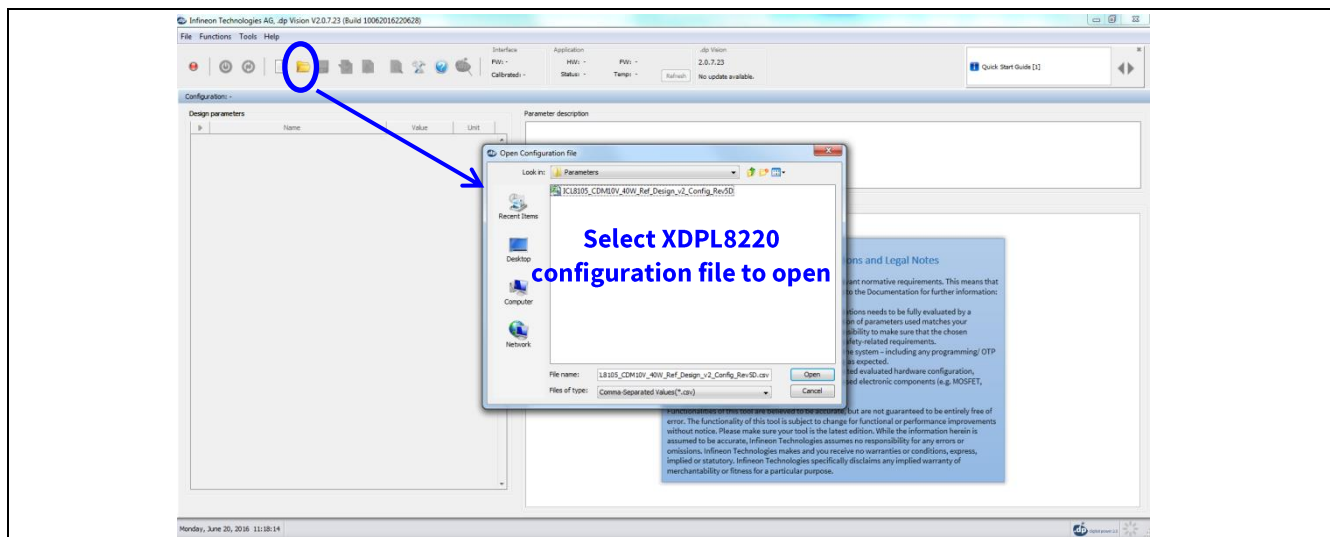 Infineon Technologies AG, .dp Vision V2.0.7.23 (Build 10062016220628)
File Functions Tools Help
Interface
FW: -
Calibrated: -
Application
HW: - FW: -
Status: - Temp: -
Refresh
.dp Vision
2.0.7.23
No update available.
Quick Start Guide [1]
Configuration: -
Design parameters
Name Value Unit
Parameter description
Open Configuration file
Look in: Parameters
ICL8105_CDM10V_40W_Ref_Design_v2_Config_Rev5D
Recent Items
Desktop
Computer
Network
Select XDPL8220
configuration file to open
File name: L8105_CDM10V_40W_Ref_Design_v2_Config_Rev5D.csv Open
Files of type: Comma-Separated Values(*.csv) Cancel
ons and Legal Notes
vant normative requirements. This means that
to the Documentation for further information:
ations needs to be fully evaluated by a
on of parameters used matches your
sibility to make sure that the chosen
afety-related requirements.
he system – including any programming/ OTP
as expected.
ted evaluated hardware configuration,
sed electronic components (e.g. MOSFET,
Functionalities of this tool are believed to be accurate, but are not guaranteed to be entirely free of
error. The functionality of this tool is subject to change for functional or performance improvements
without notice. Please make sure your tool is the latest edition. While the information herein is
assumed to be accurate, Infineon Technologies assumes no responsibility for any errors or
omissions. Infineon Technologies makes and you receive no warranties or conditions, express,
implied or statutory. Infineon Technologies specifically disclaims any implied warranty of
merchantability or fitness for a particular purpose.
Monday, June 20, 2016 11:18:14
.dp